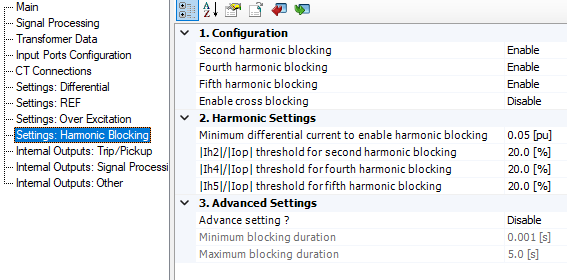 Main
Signal Processing
Transformer Data
Input Ports Configuration
CT Connections
Settings: Differential
Settings: REF
Settings: Over Excitation
Settings: Harmonic Blocking
Internal Outputs: Trip/Pickup
Internal Outputs: Signal Processi
Internal Outputs: Other
1. Configuration
Second harmonic blocking Enable
Fourth harmonic blocking Enable
Fifth harmonic blocking Enable
Enable cross blocking Disable
2. Harmonic Settings
Minimum differential current to enable harmonic blocking 0.05 [pu]
|Ih2|/|Iop| threshold for second harmonic blocking 20.0 [%]
|Ih4|/|Iop| threshold for fourth harmonic blocking 20.0 [%]
|Ih5|/|Iop| threshold for fifth harmonic blocking 20.0 [%]
3. Advanced Settings
Advance setting ? Disable
Minimum blocking duration 0.001 [s]
Maximum blocking duration 5.0 [s]